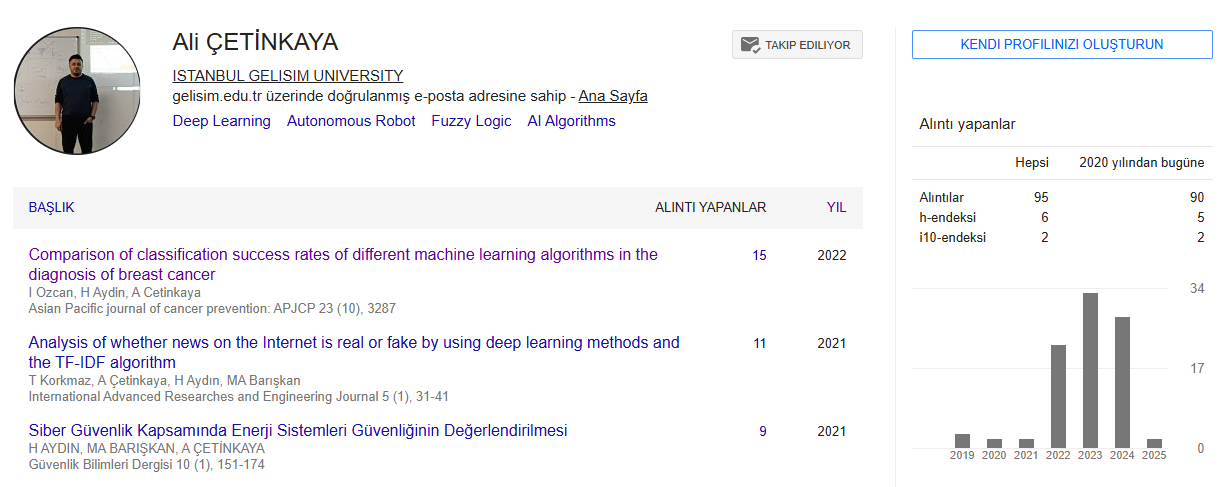 Ali ÇETİNKAYA
TAKIP EDILIYOR
ISTANBUL GELISIM UNIVERSITY
gelisim.edu.tr üzerinde doğrulanmış e-posta adresine sahip - Ana Sayfa
Deep Learning Autonomous Robot Fuzzy Logic AI Algorithms
BAŞLIK ALINTI YAPANLAR YIL
Comparison of classification success rates of different machine learning algorithms in the 15 2022
diagnosis of breast cancer
I Ozcan, H Aydin, A Cetinkaya
Asian Pacific journal of cancer prevention: APJCP 23 (10), 3287
Analysis of whether news on the Internet is real or fake by using deep learning methods and 11 2021
the TF-IDF algorithm
T Korkmaz, A Çetinkaya, H Aydın, MA Barışkan
International Advanced Researches and Engineering Journal 5 (1), 31-41
Siber Güvenlik Kapsamında Enerji Sistemleri Güvenliğinin Değerlendirilmesi 9 2021
H AYDIN, MA BARIŞKAN, A ÇETİNKAYA
Güvenlik Bilimleri Dergisi 10 (1), 151-174
KENDI PROFILINIZI OLUŞTURUN
Alıntı yapanlar
Hepsi 2020 yılından bugüne
Alıntılar 95 90
h-endeksi 6 5
i10-endeksi 2 2
34
17
0
2019 2020 2021 2022 2023 2024 2025